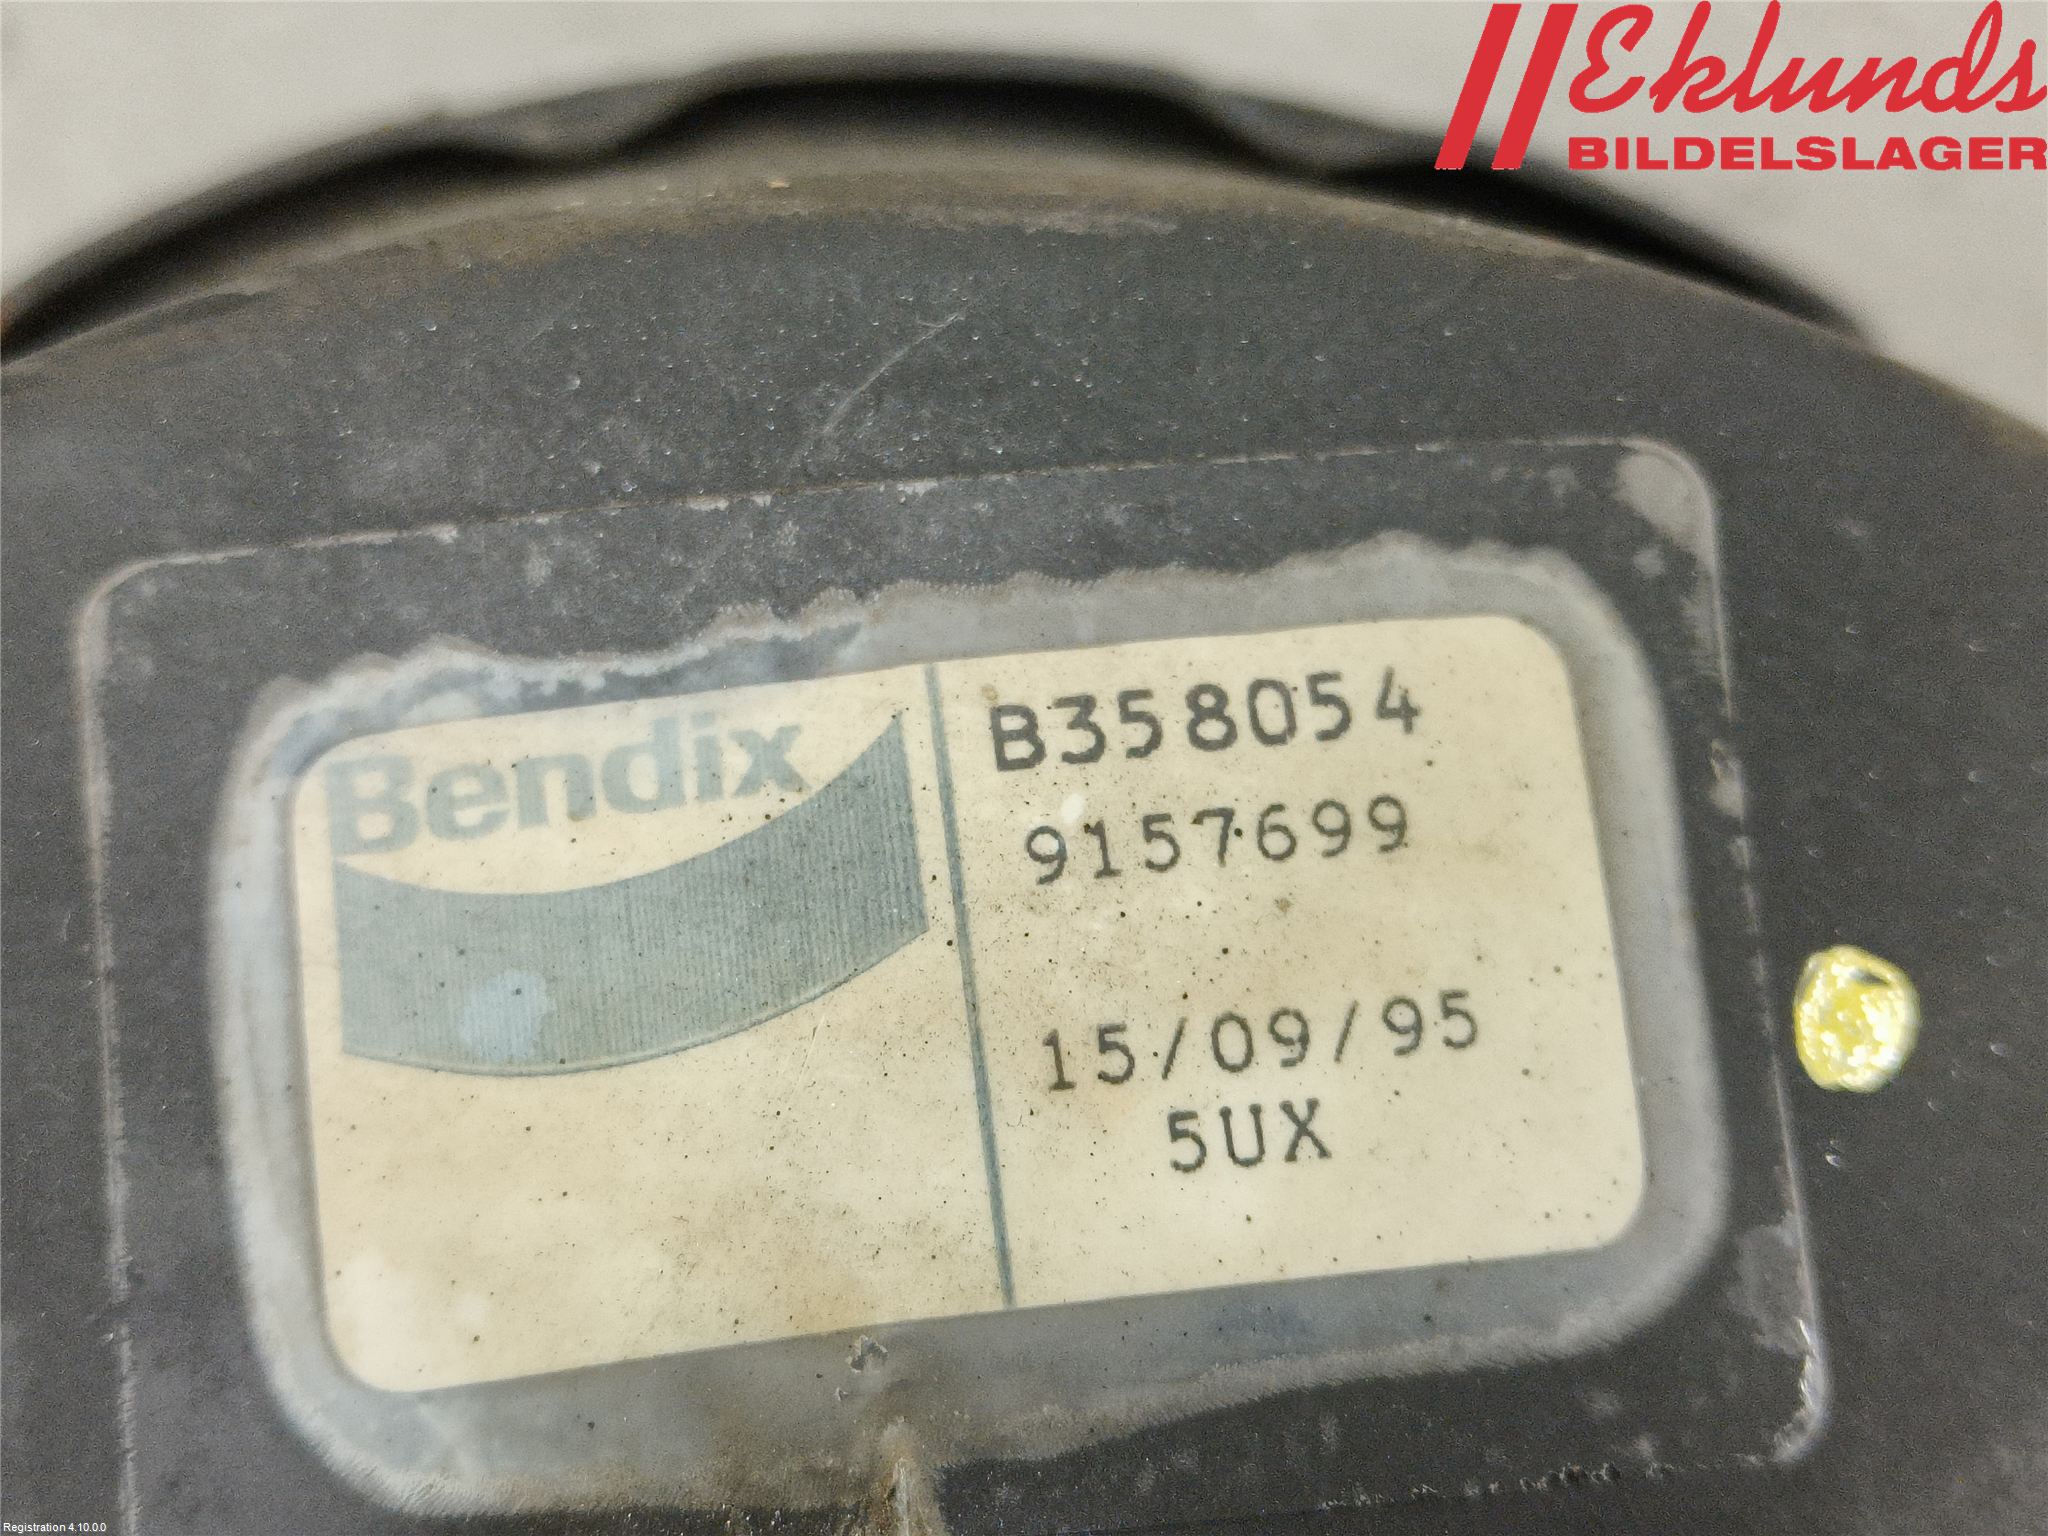 Eklunds
BILDELSLAGER
Bendix
B358054
9157699
15/09/95
5UX
Registration 4.10.0.0